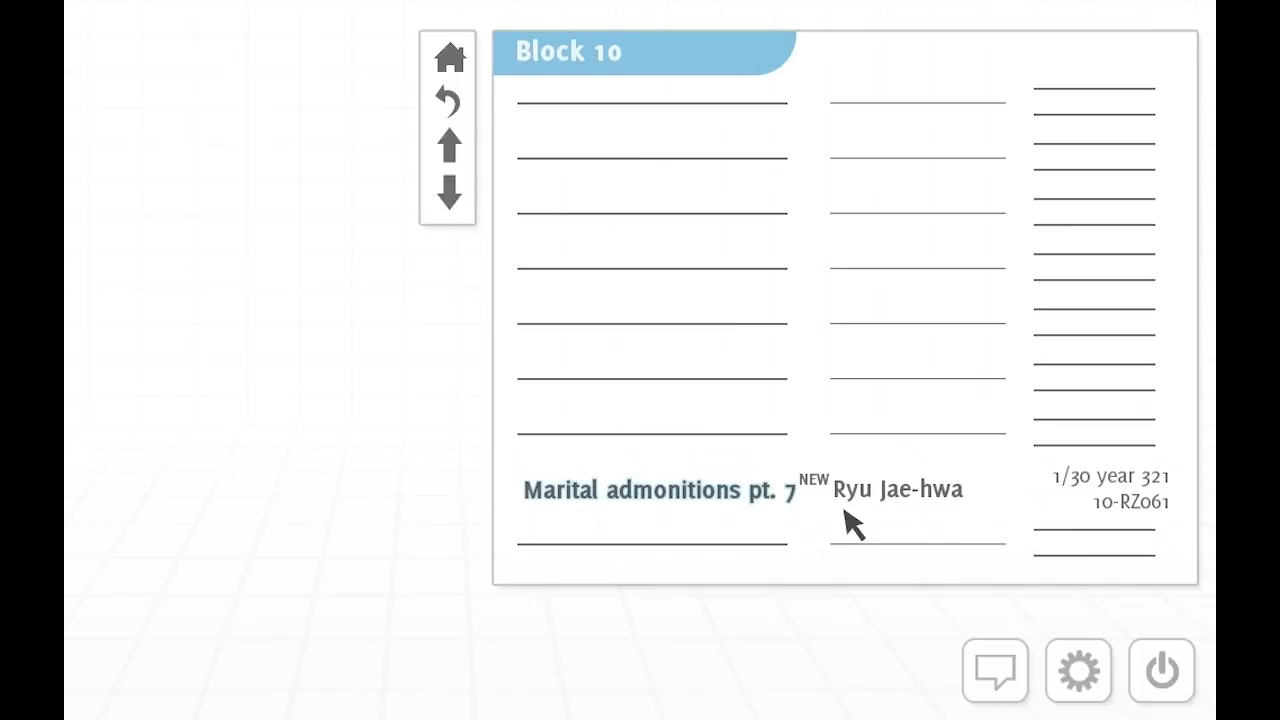 Block 10
Marital admonitions pt. 7 NEW Ryu Jae-hwa
1/30 year 321
10-RZ061